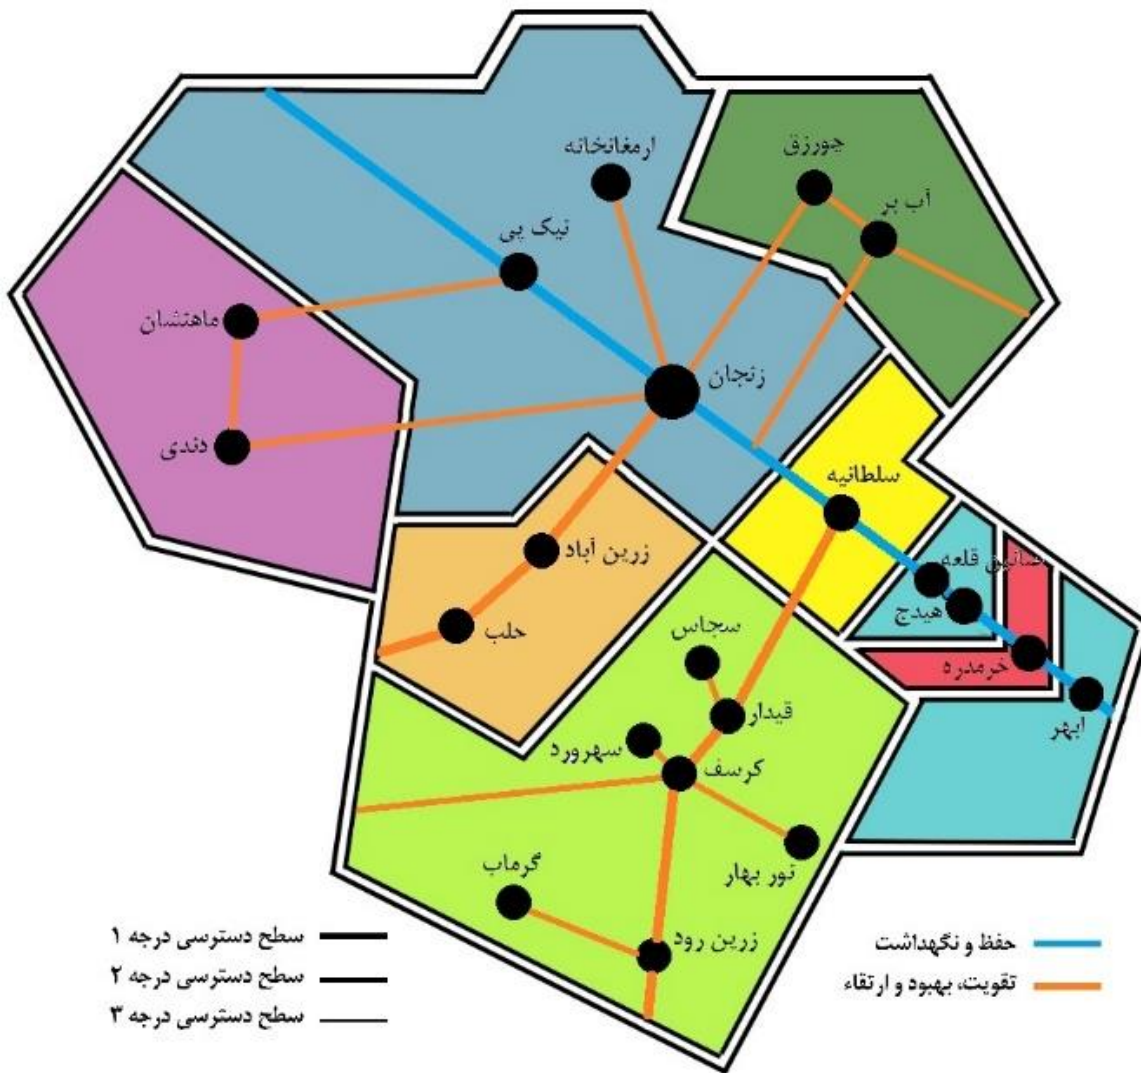 ارمغانخانه
چورزق
آب بر
نیک پی
ماهنشان
زنجان
دندی
سلطانیه
زرین آباد
صائین قلعه
هیدج
حلب
سجاس
خرمدره
قیدار
ابهر
سهرورد
کرسف
نور بهار
گرماب
زرین رود
سطح دسترسی درجه ۱
سطح دسترسی درجه ۲
سطح دسترسی درجه ۳
حفظ و نگهداشت
تقویت، بهبود و ارتقاء